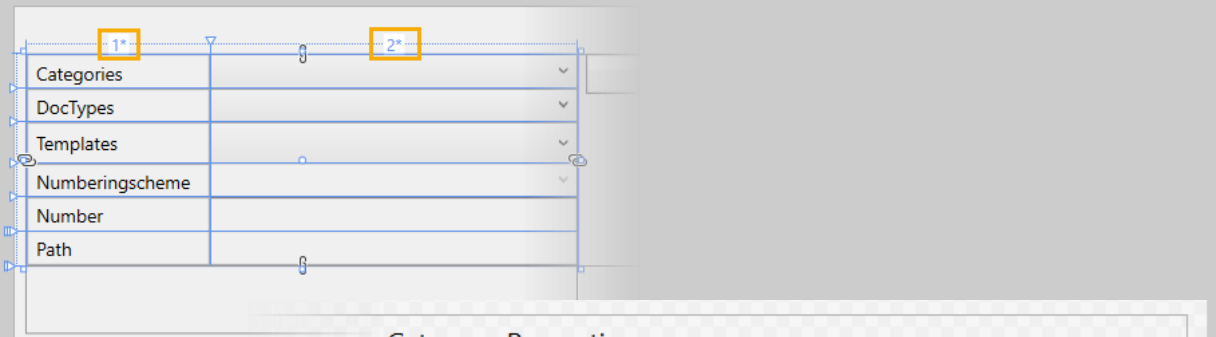 1* 2*
Categories
DocTypes
Templates
Numberingscheme
Number
Path